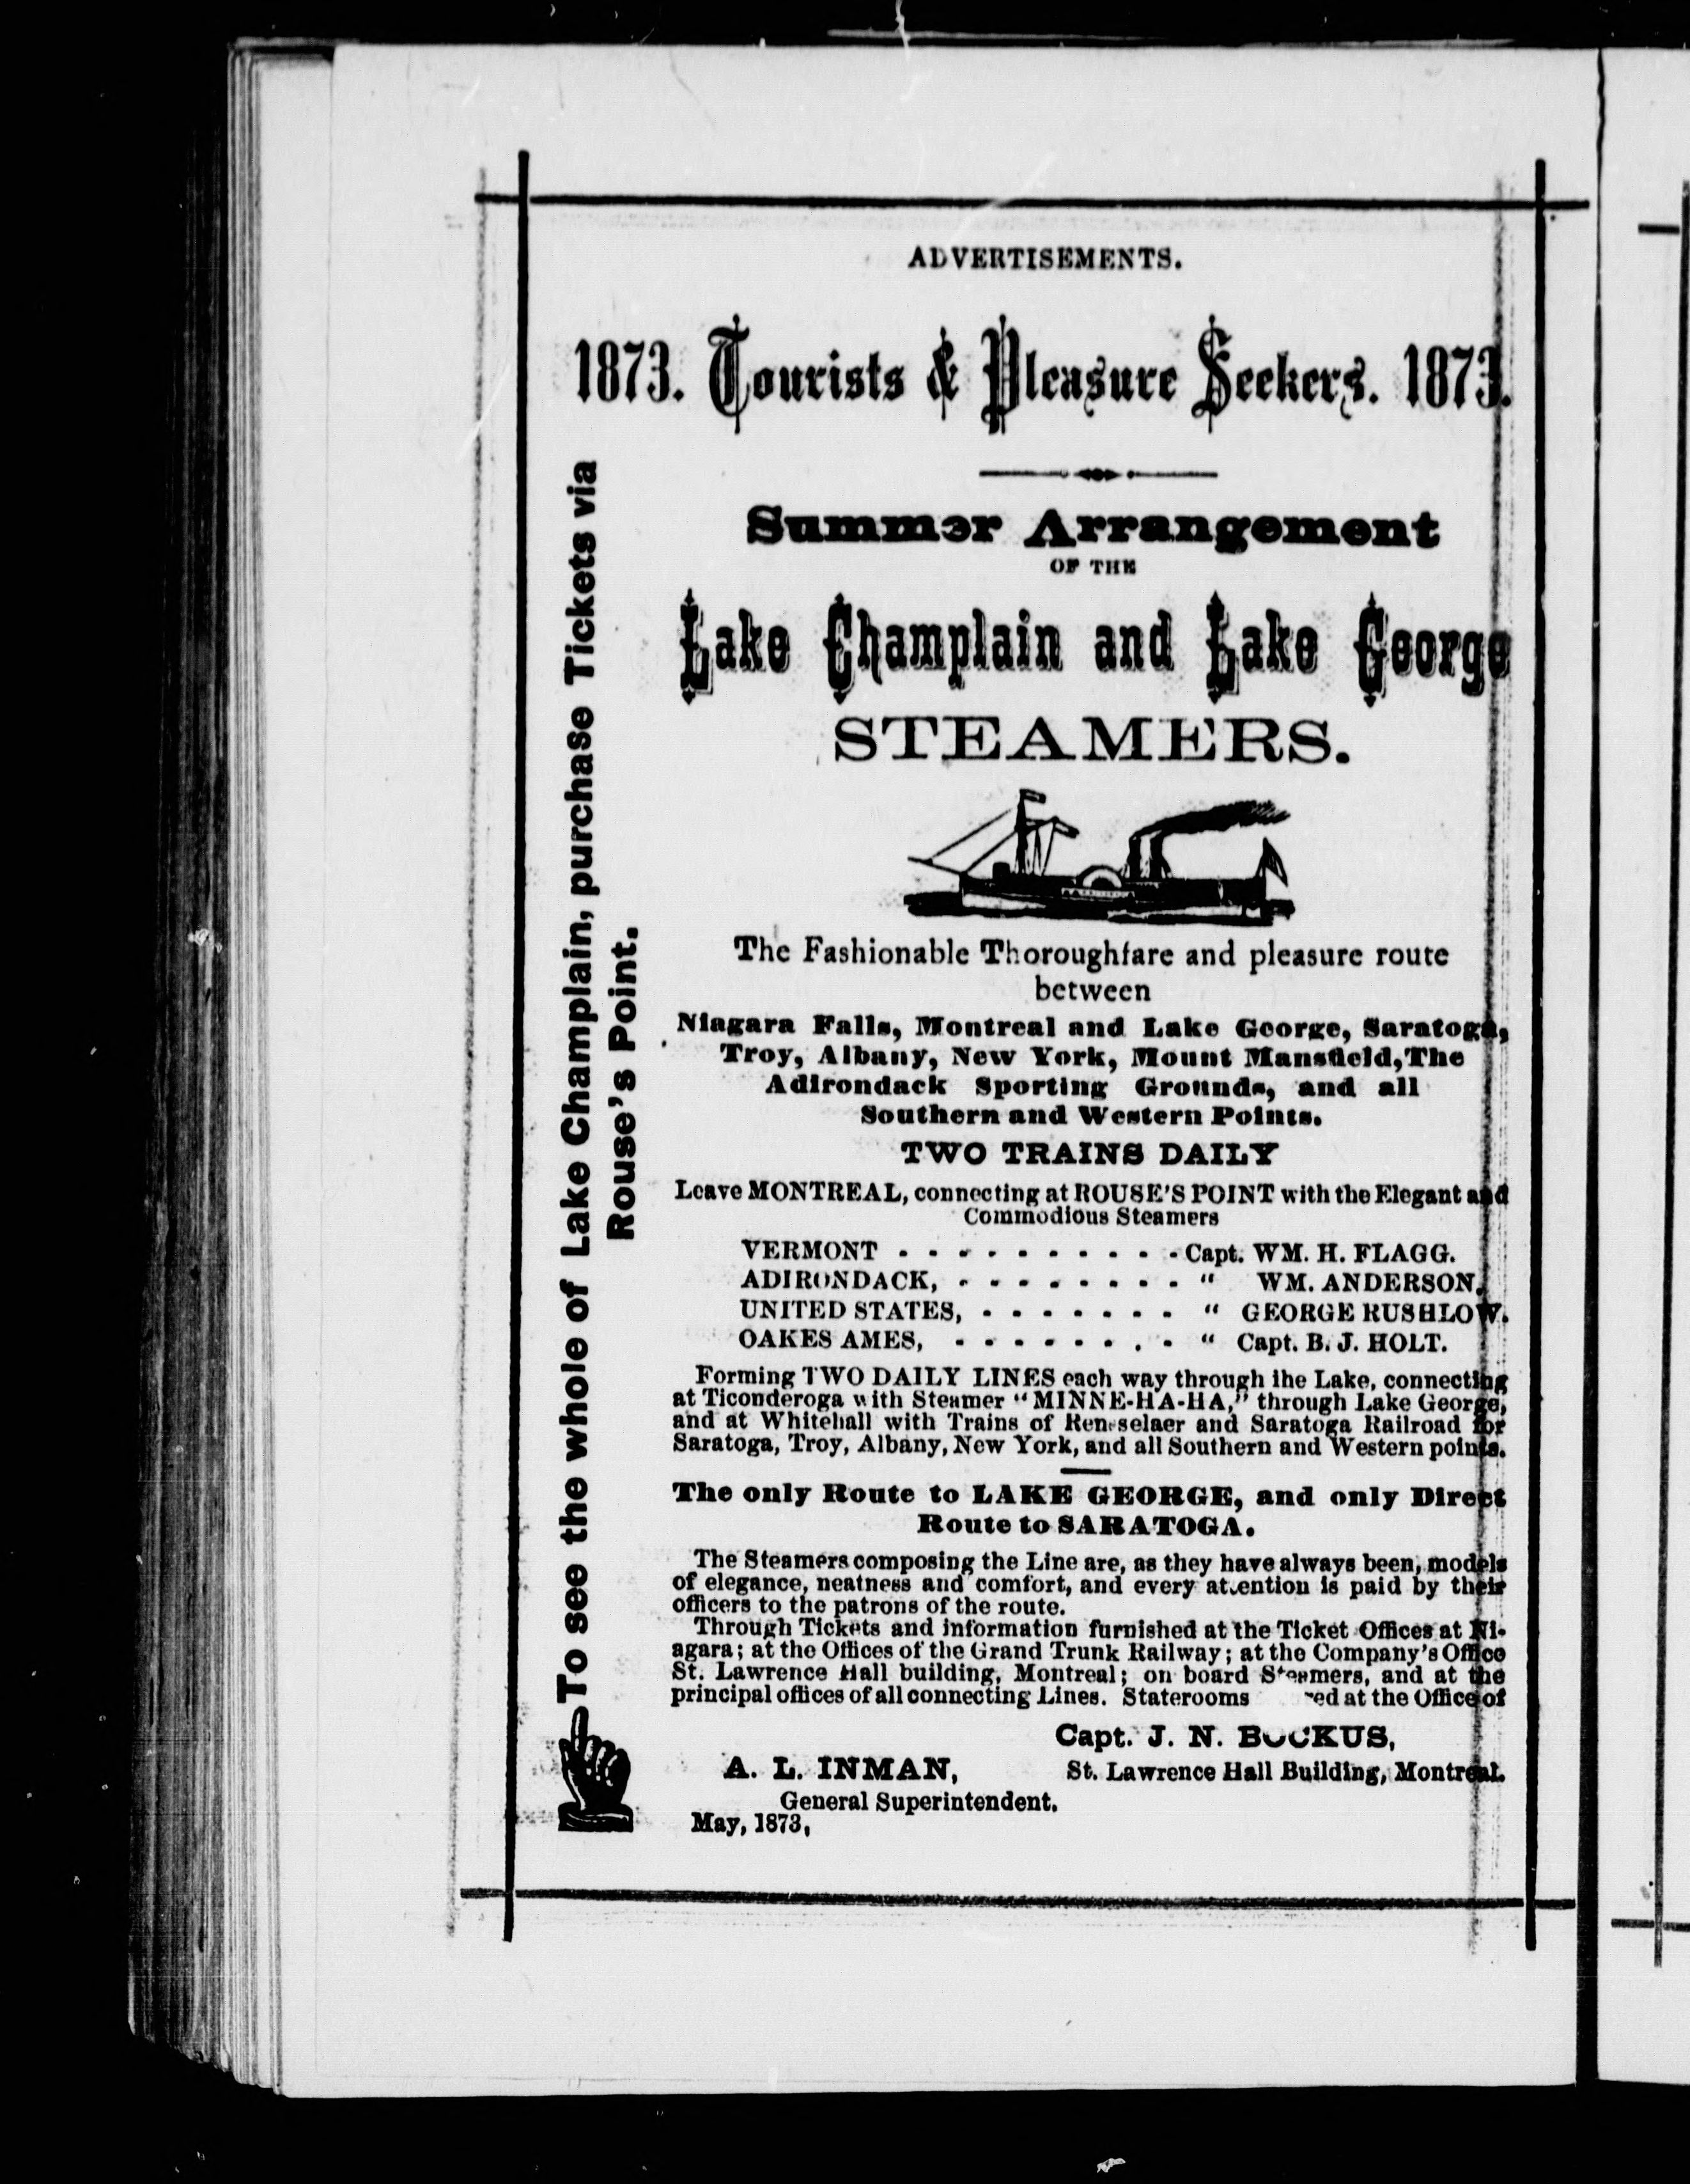 ADVERTISEMENTS.
1873. Tourists & Pleasure Seekers. 1873.
Summer Arrangement
OF THE
Lake Champlain and Lake George
STEAMERS.
The Fashionable Thoroughfare and pleasure route
between
Niagara Falls, Montreal and Lake George, Saratoga,
Troy, Albany, New York, Mount Mansfield, The
Adirondack Sporting Grounds, and all
Southern and Western Points.
TWO TRAINS DAILY
Leave MONTREAL, connecting at ROUSE'S POINT with the Elegant and
Commodious Steamers
VERMONT - - - - - - - - - - Capt. WM. H. FLAGG.
ADIRONDACK, - - - - - - - - " WM. ANDERSON.
UNITED STATES, - - - - - - - " GEORGE RUSHLOW.
OAKES AMES, - - - - - - - - " Capt. B. J. HOLT.
Forming TWO DAILY LINES each way through the Lake, connecting
at Ticonderoga with Steamer "MINNE-HA-HA," through Lake George,
and at Whitehall with Trains of Rensselaer and Saratoga Railroad for
Saratoga, Troy, Albany, New York, and all Southern and Western points.
The only Route to LAKE GEORGE, and only Direct
Route to SARATOGA.
The Steamers composing the Line are, as they have always been, models
of elegance, neatness and comfort, and every attention is paid by their
officers to the patrons of the route.
Through Tickets and information furnished at the Ticket Offices at Ni-
agara; at the Offices of the Grand Trunk Railway; at the Company's Office
St. Lawrence Hall building, Montreal; on board Steamers, and at the
principal offices of all connecting Lines. Staterooms at the Office of
Capt. J. N. BOCKUS,
A. L. INMAN, St. Lawrence Hall Building, Montreal.
General Superintendent.
May, 1873,
To see the whole of Lake Champlain, purchase Tickets via
Rouse's Point.